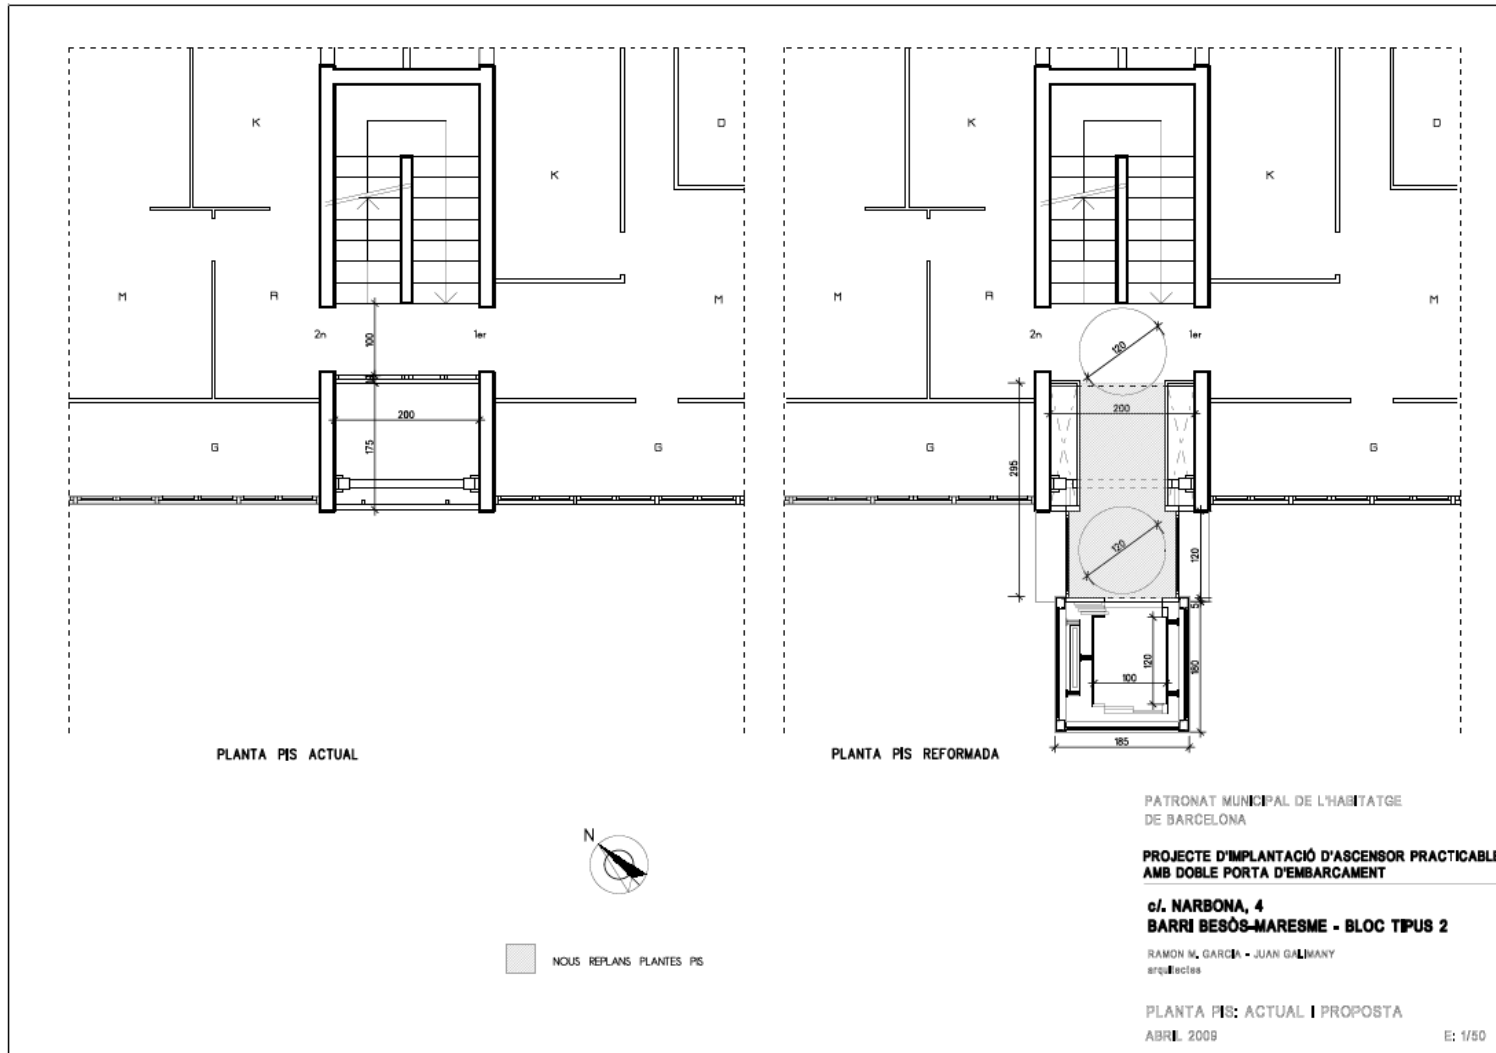 K
K
D
M
R
M
2n
1er
100
200
175
G
G
PLANTA PIS ACTUAL
K
K
D
M
R
M
2n
1er
120
200
295
G
G
120
120
5
120
100
180
185
PLANTA PIS REFORMADA
N
NOUS REPLANS PLANTES PIS
PATRONAT MUNICIPAL DE L'HABITATGE
DE BARCELONA
PROJECTE D'IMPLANTACIÓ D'ASCENSOR PRACTICABLE
AMB DOBLE PORTA D'EMBARCAMENT
c/. NARBONA, 4
BARRI BESÒS-MARESME - BLOC TIPUS 2
RAMON M. GARCIA - JUAN GALIMANY
arquitectes
PLANTA PIS: ACTUAL I PROPOSTA
ABRIL 2009
E: 1/50